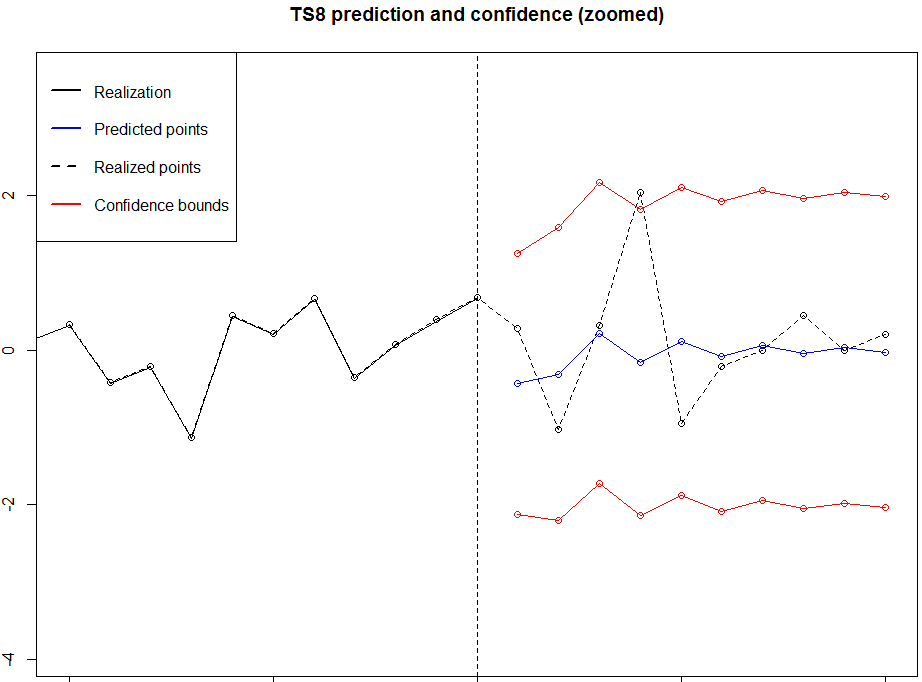 TS8 prediction and confidence (zoomed)
Realization
Predicted points
Realized points
Confidence bounds
2
0
-2
-4